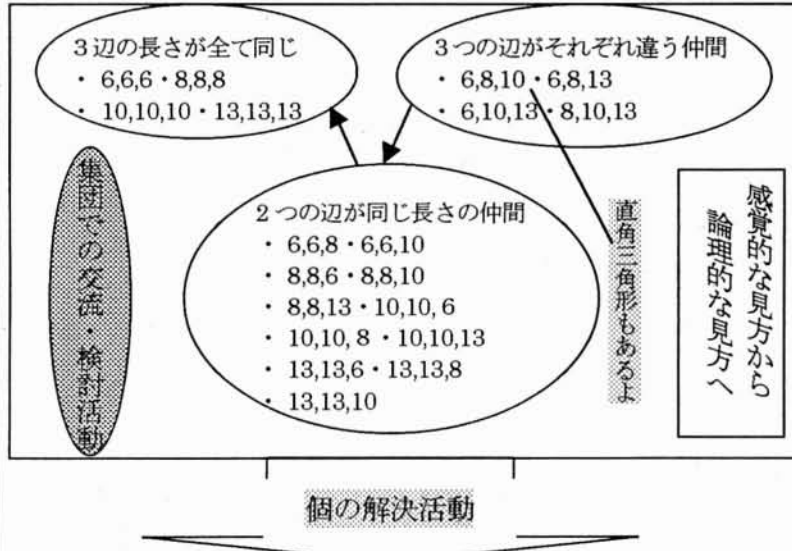 3辺の長さが全て同じ
・ 6,6,6・8,8,8
・ 10,10,10・13,13,13
3つの辺がそれぞれ違う仲間
・ 6,8,10・6,8,13
・ 6,10,13・8,10,13
集団での交流・検討活動
2つの辺が同じ長さの仲間
・ 6,6,8・6,6,10
・ 8,8,6・8,8,10
・ 8,8,13・10,10, 6
・ 10,10, 8 ・10,10,13
・ 13,13,6・13,13,8
・ 13,13,10
直角三角形もあるよ
感覚的な見方から
論理的な見方へ
個の解決活動